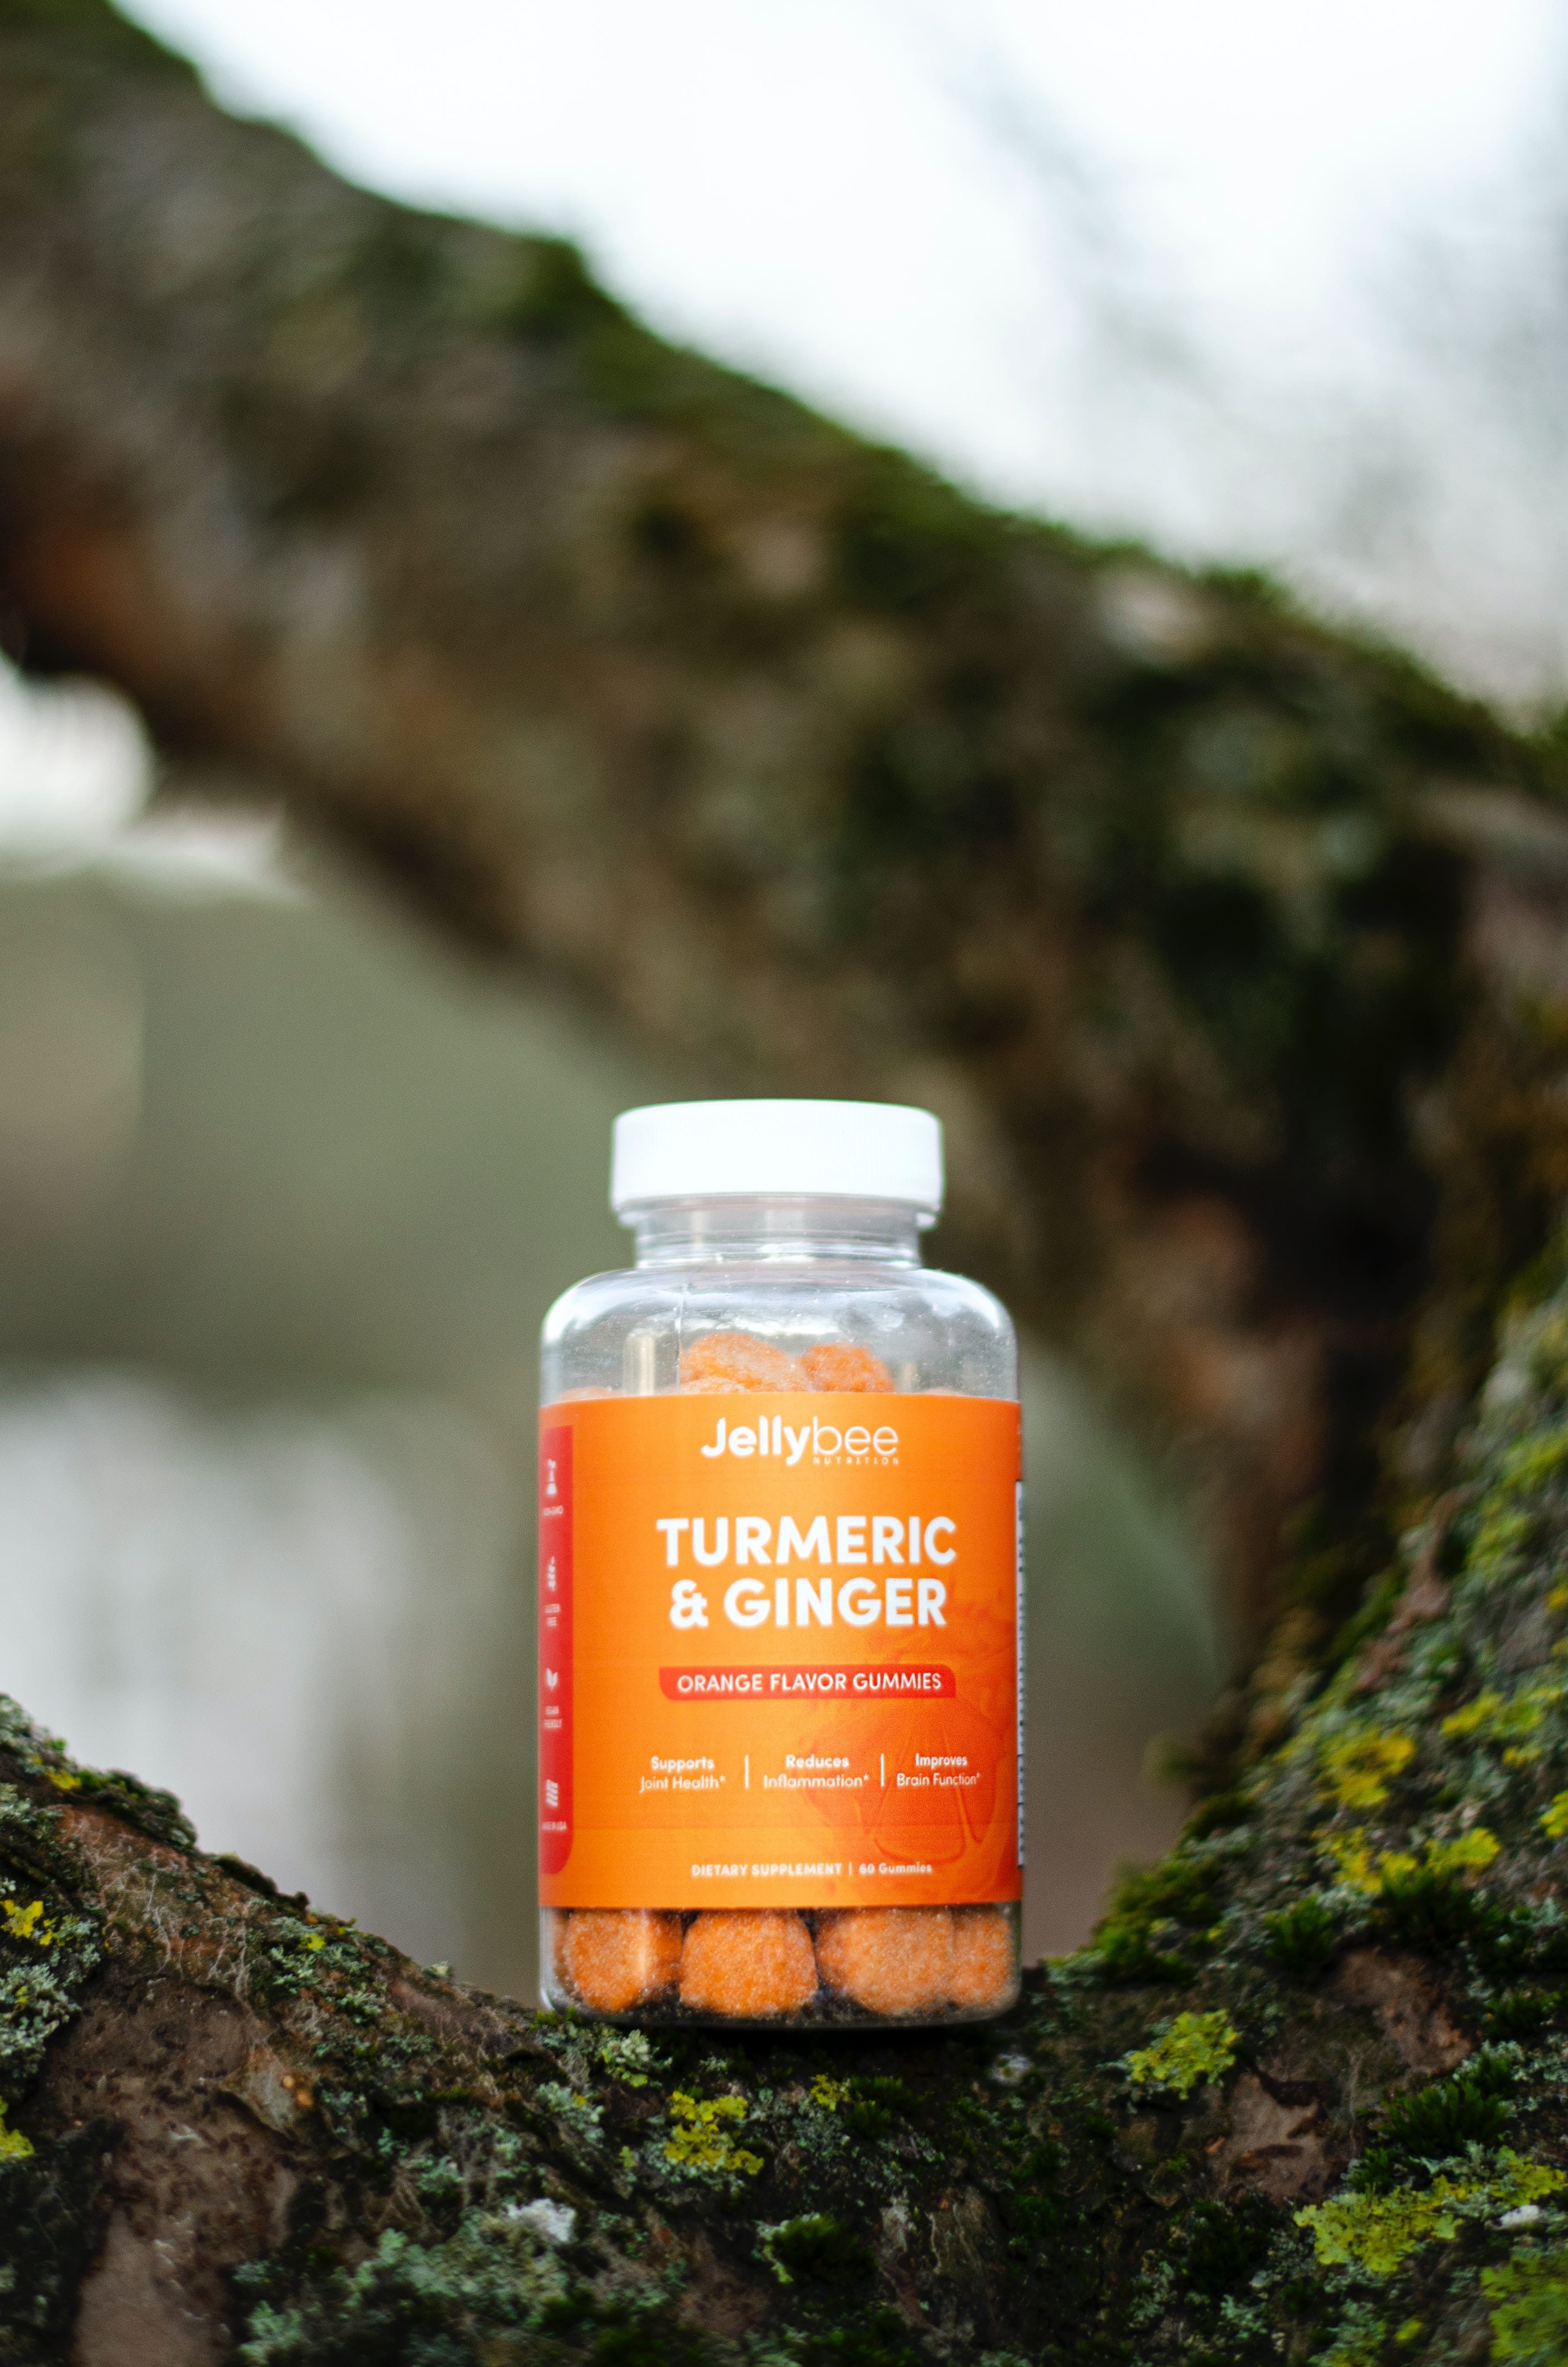 Jellybee
NUTRITION
TURMERIC
& GINGER
ORANGE FLAVOR GUMMIES
Supports
Joint Health*
Reduces
Inflammation*
Improves
Brain Function*
DIETARY SUPPLEMENT | 60 Gummies